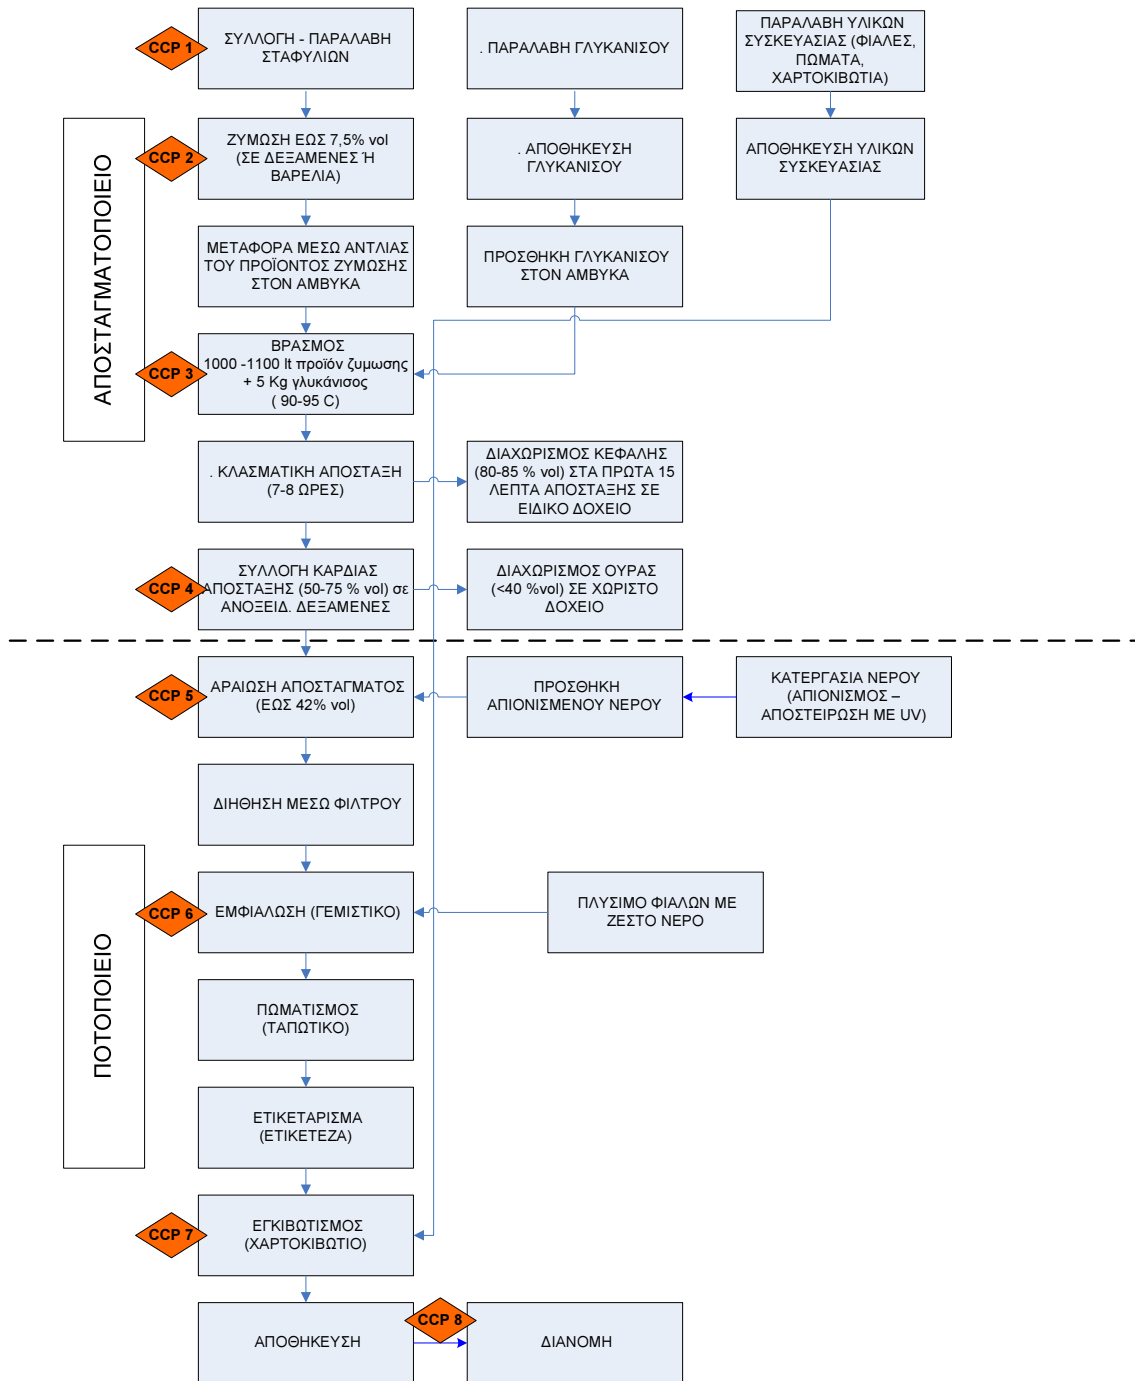 CCP 1
ΣΥΛΛΟΓΗ - ΠΑΡΑΛΑΒΗ
ΣΤΑΦΥΛΙΩΝ
. ΠΑΡΑΛΑΒΗ ΓΛΥΚΑΝΙΣΟΥ
ΠΑΡΑΛΑΒΗ ΥΛΙΚΩΝ
ΣΥΣΚΕΥΑΣΙΑΣ (ΦΙΑΛΕΣ,
ΠΩΜΑΤΑ,
ΧΑΡΤΟΚΙΒΩΤΙΑ)
ΑΠΟΣΤΑΓΜΑΤΟΠΟΙΕΙΟ
CCP 2
ΖΥΜΩΣΗ ΕΩΣ 7,5% vol
(ΣΕ ΔΕΞΑΜΕΝΕΣ Ή
ΒΑΡΕΛΙΑ)
. ΑΠΟΘΗΚΕΥΣΗ
ΓΛΥΚΑΝΙΣΟΥ
ΑΠΟΘΗΚΕΥΣΗ ΥΛΙΚΩΝ
ΣΥΣΚΕΥΑΣΙΑΣ
ΜΕΤΑΦΟΡΑ ΜΕΣΩ ΑΝΤΛΙΑΣ
ΤΟΥ ΠΡΟΪΟΝΤΟΣ ΖΥΜΩΣΗΣ
ΣΤΟΝ ΑΜΒΥΚΑ
ΠΡΟΣΘΗΚΗ ΓΛΥΚΑΝΙΣΟΥ
ΣΤΟΝ ΑΜΒΥΚΑ
CCP 3
ΒΡΑΣΜΟΣ
1000 -1100 lt προϊόν ζυμωσης
+ 5 Kg γλυκάνισος
( 90-95 C)
. ΚΛΑΣΜΑΤΙΚΗ ΑΠΟΣΤΑΞΗ
(7-8 ΩΡΕΣ)
ΔΙΑΧΩΡΙΣΜΟΣ ΚΕΦΑΛΗΣ
(80-85 % vol) ΣΤΑ ΠΡΩΤΑ 15
ΛΕΠΤΑ ΑΠΟΣΤΑΞΗΣ ΣΕ
ΕΙΔΙΚΟ ΔΟΧΕΙΟ
CCP 4
ΣΥΛΛΟΓΗ ΚΑΡΔΙΑΣ
ΑΠΟΣΤΑΞΗΣ (50-75 % vol) σε
ΑΝΟΞΕΙΔ. ΔΕΞΑΜΕΝΕΣ
ΔΙΑΧΩΡΙΣΜΟΣ ΟΥΡΑΣ
(<40 %vol) ΣΕ ΧΩΡΙΣΤΟ
ΔΟΧΕΙΟ
CCP 5
ΑΡΑΙΩΣΗ ΑΠΟΣΤΑΓΜΑΤΟΣ
(ΕΩΣ 42% vol)
ΠΡΟΣΘΗΚΗ
ΑΠΙΟΝΙΣΜΕΝΟΥ ΝΕΡΟΥ
ΚΑΤΕΡΓΑΣΙΑ ΝΕΡΟΥ
(ΑΠΙΟΝΙΣΜΟΣ –
ΑΠΟΣΤΕΙΡΩΣΗ ΜΕ UV)
ΔΙΗΘΗΣΗ ΜΕΣΩ ΦΙΛΤΡΟΥ
ΠΟΤΟΠΟΙΕΙΟ
CCP 6
ΕΜΦΙΑΛΩΣΗ (ΓΕΜΙΣΤΙΚΟ)
ΠΛΥΣΙΜΟ ΦΙΑΛΩΝ ΜΕ
ΖΕΣΤΟ ΝΕΡΟ
ΠΩΜΑΤΙΣΜΟΣ
(ΤΑΠΩΤΙΚΟ)
ΕΤΙΚΕΤΑΡΙΣΜΑ
(ΕΤΙΚΕΤΕΖΑ)
CCP 7
ΕΓΚΙΒΩΤΙΣΜΟΣ
(ΧΑΡΤΟΚΙΒΩΤΙΟ)
ΑΠΟΘΗΚΕΥΣΗ
CCP 8
ΔΙΑΝΟΜΗ